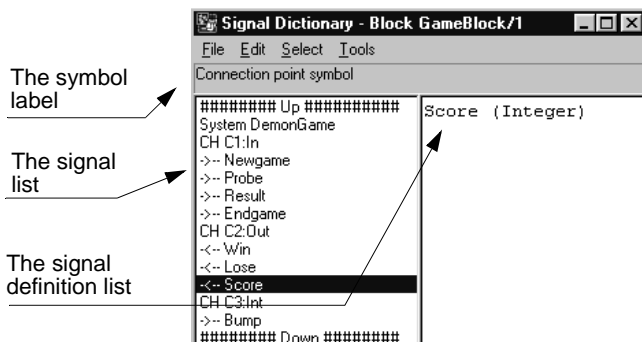 Signal Dictionary - Block GameBlock/1
File Edit Select Tools
Connection point symbol
The symbol
label
######## Up ###########
System DemonGame
CH C1:In
->-- Newgame
->-- Probe
->-- Result
->-- Endgame
CH C2:Out
-<-- Win
-<-- Lose
-<-- Score
CH C3:Int
->-- Bump
######## Down ########
Score (Integer)
The signal
list
The signal
definition list